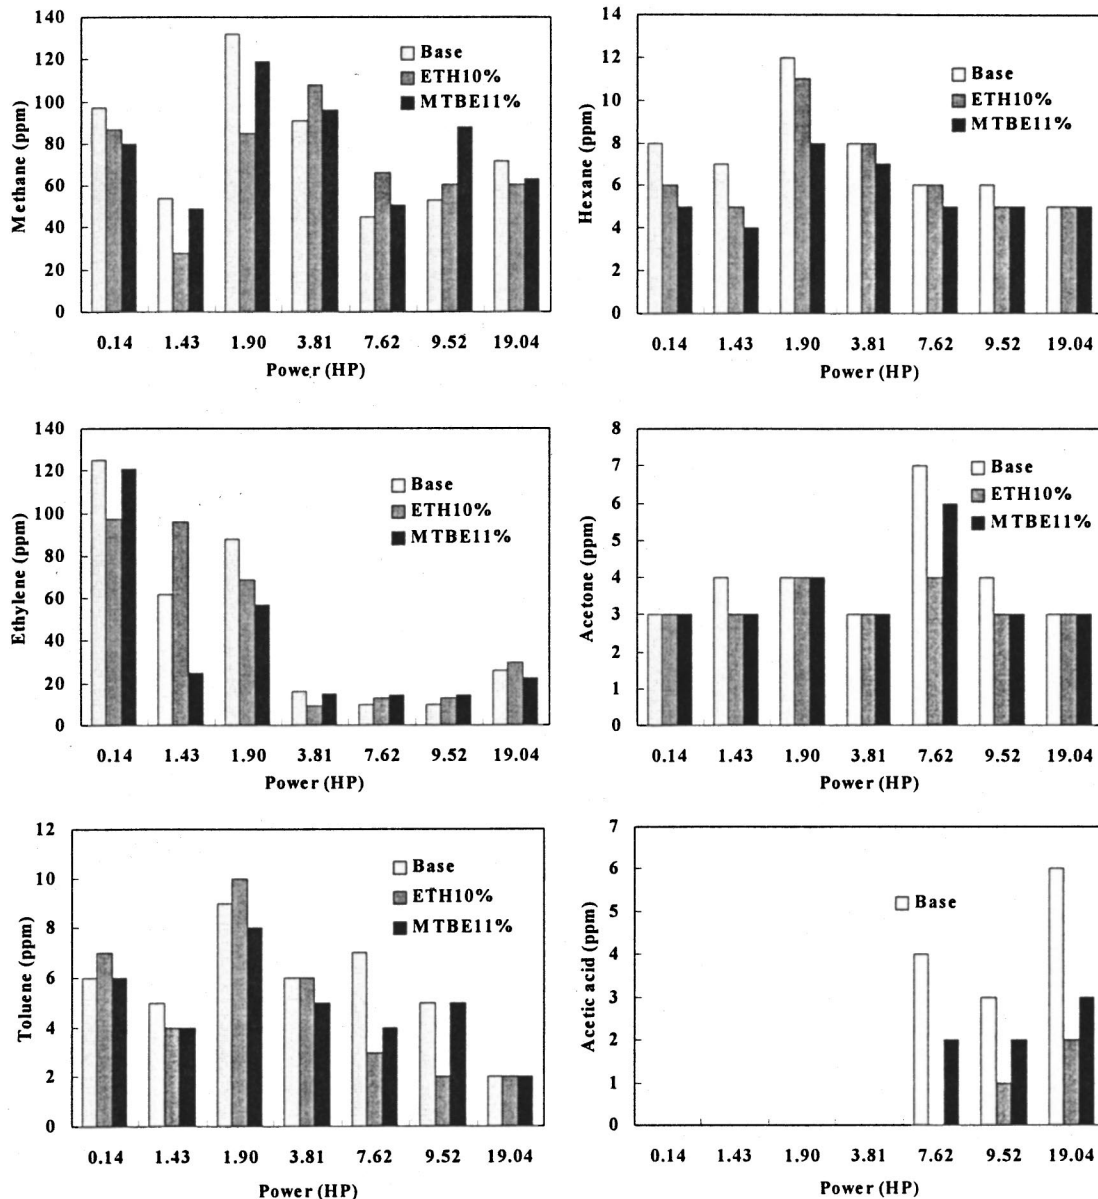 140
120
100
80
60
40
20
0
Methane (ppm)
Base
ETH10%
MTBE11%
0.14 1.43 1.90 3.81 7.62 9.52 19.04
Power (HP)
14
12
10
8
6
4
2
0
Hexane (ppm)
Base
ETH10%
MTBE11%
0.14 1.43 1.90 3.81 7.62 9.52 19.04
Power (HP)
140
120
100
80
60
40
20
0
Ethylene (ppm)
Base
ETH10%
MTBE11%
0.14 1.43 1.90 3.81 7.62 9.52 19.04
Power (HP)
8
7
6
5
4
3
2
1
0
Acetone (ppm)
Base
ETH10%
MTBE11%
0.14 1.43 1.90 3.81 7.62 9.52 19.04
Power (HP)
12
10
8
6
4
2
0
Toluene (ppm)
Base
ETH10%
MTBE11%
0.14 1.43 1.90 3.81 7.62 9.52 19.04
Power (HP)
7
6
5
4
3
2
1
0
Acetic acid (ppm)
Base
0.14 1.43 1.90 3.81 7.62 9.52 19.04
Power (HP)